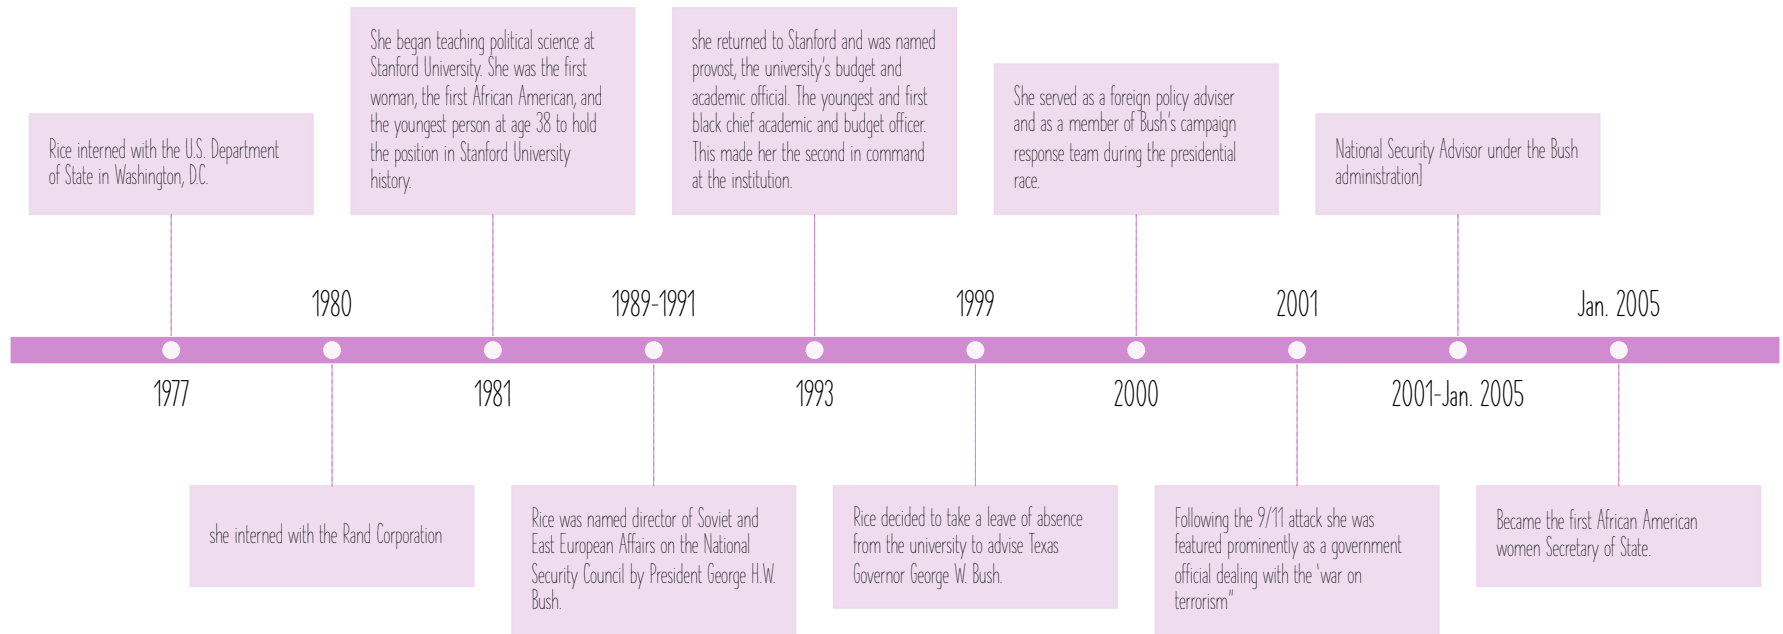 Rice interned with the U.S. Department
of State in Washington, D.C.
1977
1980
she interned with the Rand Corporation
She began teaching political science at
Stanford University. She was the first
woman, the first African American, and
the youngest person at age 38 to hold
the position in Stanford University
history.
1981
1989-1991
Rice was named director of Soviet and
East European Affairs on the National
Security Council by President George H.W.
Bush.
she returned to Stanford and was named
provost, the university's budget and
academic official. The youngest and first
black chief academic and budget officer.
This made her the second in command
at the institution.
1993
1999
Rice decided to take a leave of absence
from the university to advise Texas
Governor George W. Bush.
She served as a foreign policy adviser
and as a member of Bush's campaign
response team during the presidential
race.
2000
2001
Following the 9/11 attack she was
featured prominently as a government
official dealing with the 'war on
terrorism"
National Security Advisor under the Bush
administration]
2001-Jan. 2005
Jan. 2005
Became the first African American
women Secretary of State.